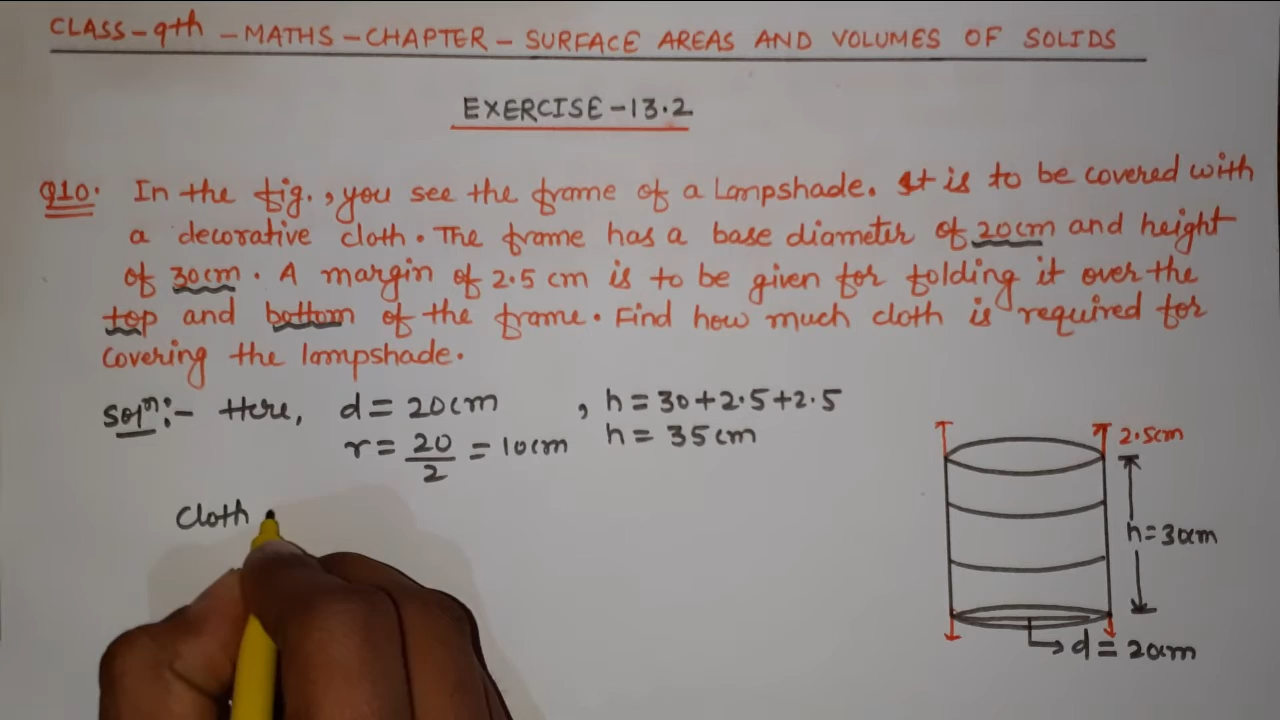 CLASS-9th-MATHS-CHAPTER-SURFACE AREAS AND VOLUMES OF SOLIDS
EXERCISE-13.2
Q10. In the fig., you see the frame of a lampshade. It is to be covered with
a decorative cloth. The frame has a base diameter of 20cm and height
of 30cm. A margin of 2.5 cm is to be given for folding it over the
top and bottom of the frame. Find how much cloth is required for
covering the lampshade.
Solⁿ:- Here, d=20cm , h=30+2.5+2.5
r=20/2=10cm h=35cm
Cloth
2.5cm
h=30cm
d=20cm